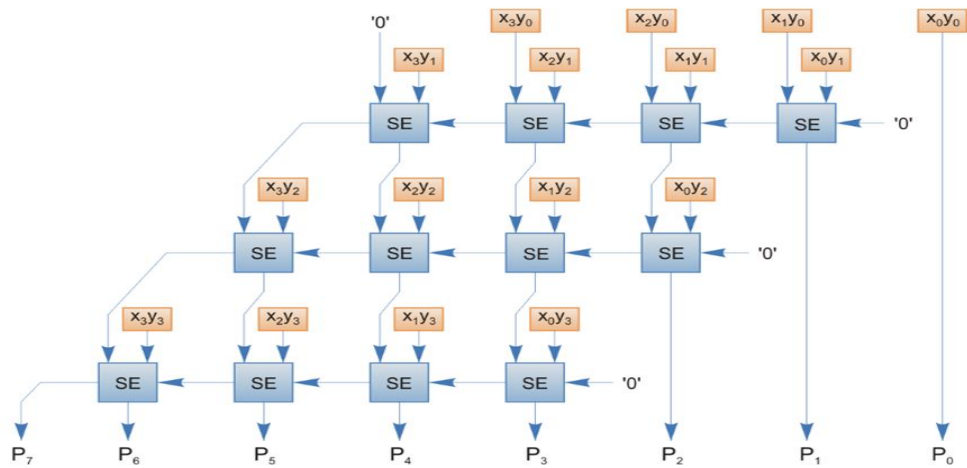 '0' x₃y₀ x₂y₀ x₁y₀ x₀y₀
x₃y₁ x₂y₁ x₁y₁ x₀y₁
SE SE SE SE '0'
x₃y₂ x₂y₂ x₁y₂ x₀y₂
SE SE SE SE '0'
x₃y₃ x₂y₃ x₁y₃ x₀y₃
SE SE SE SE '0'
P₇ P₆ P₅ P₄ P₃ P₂ P₁ P₀